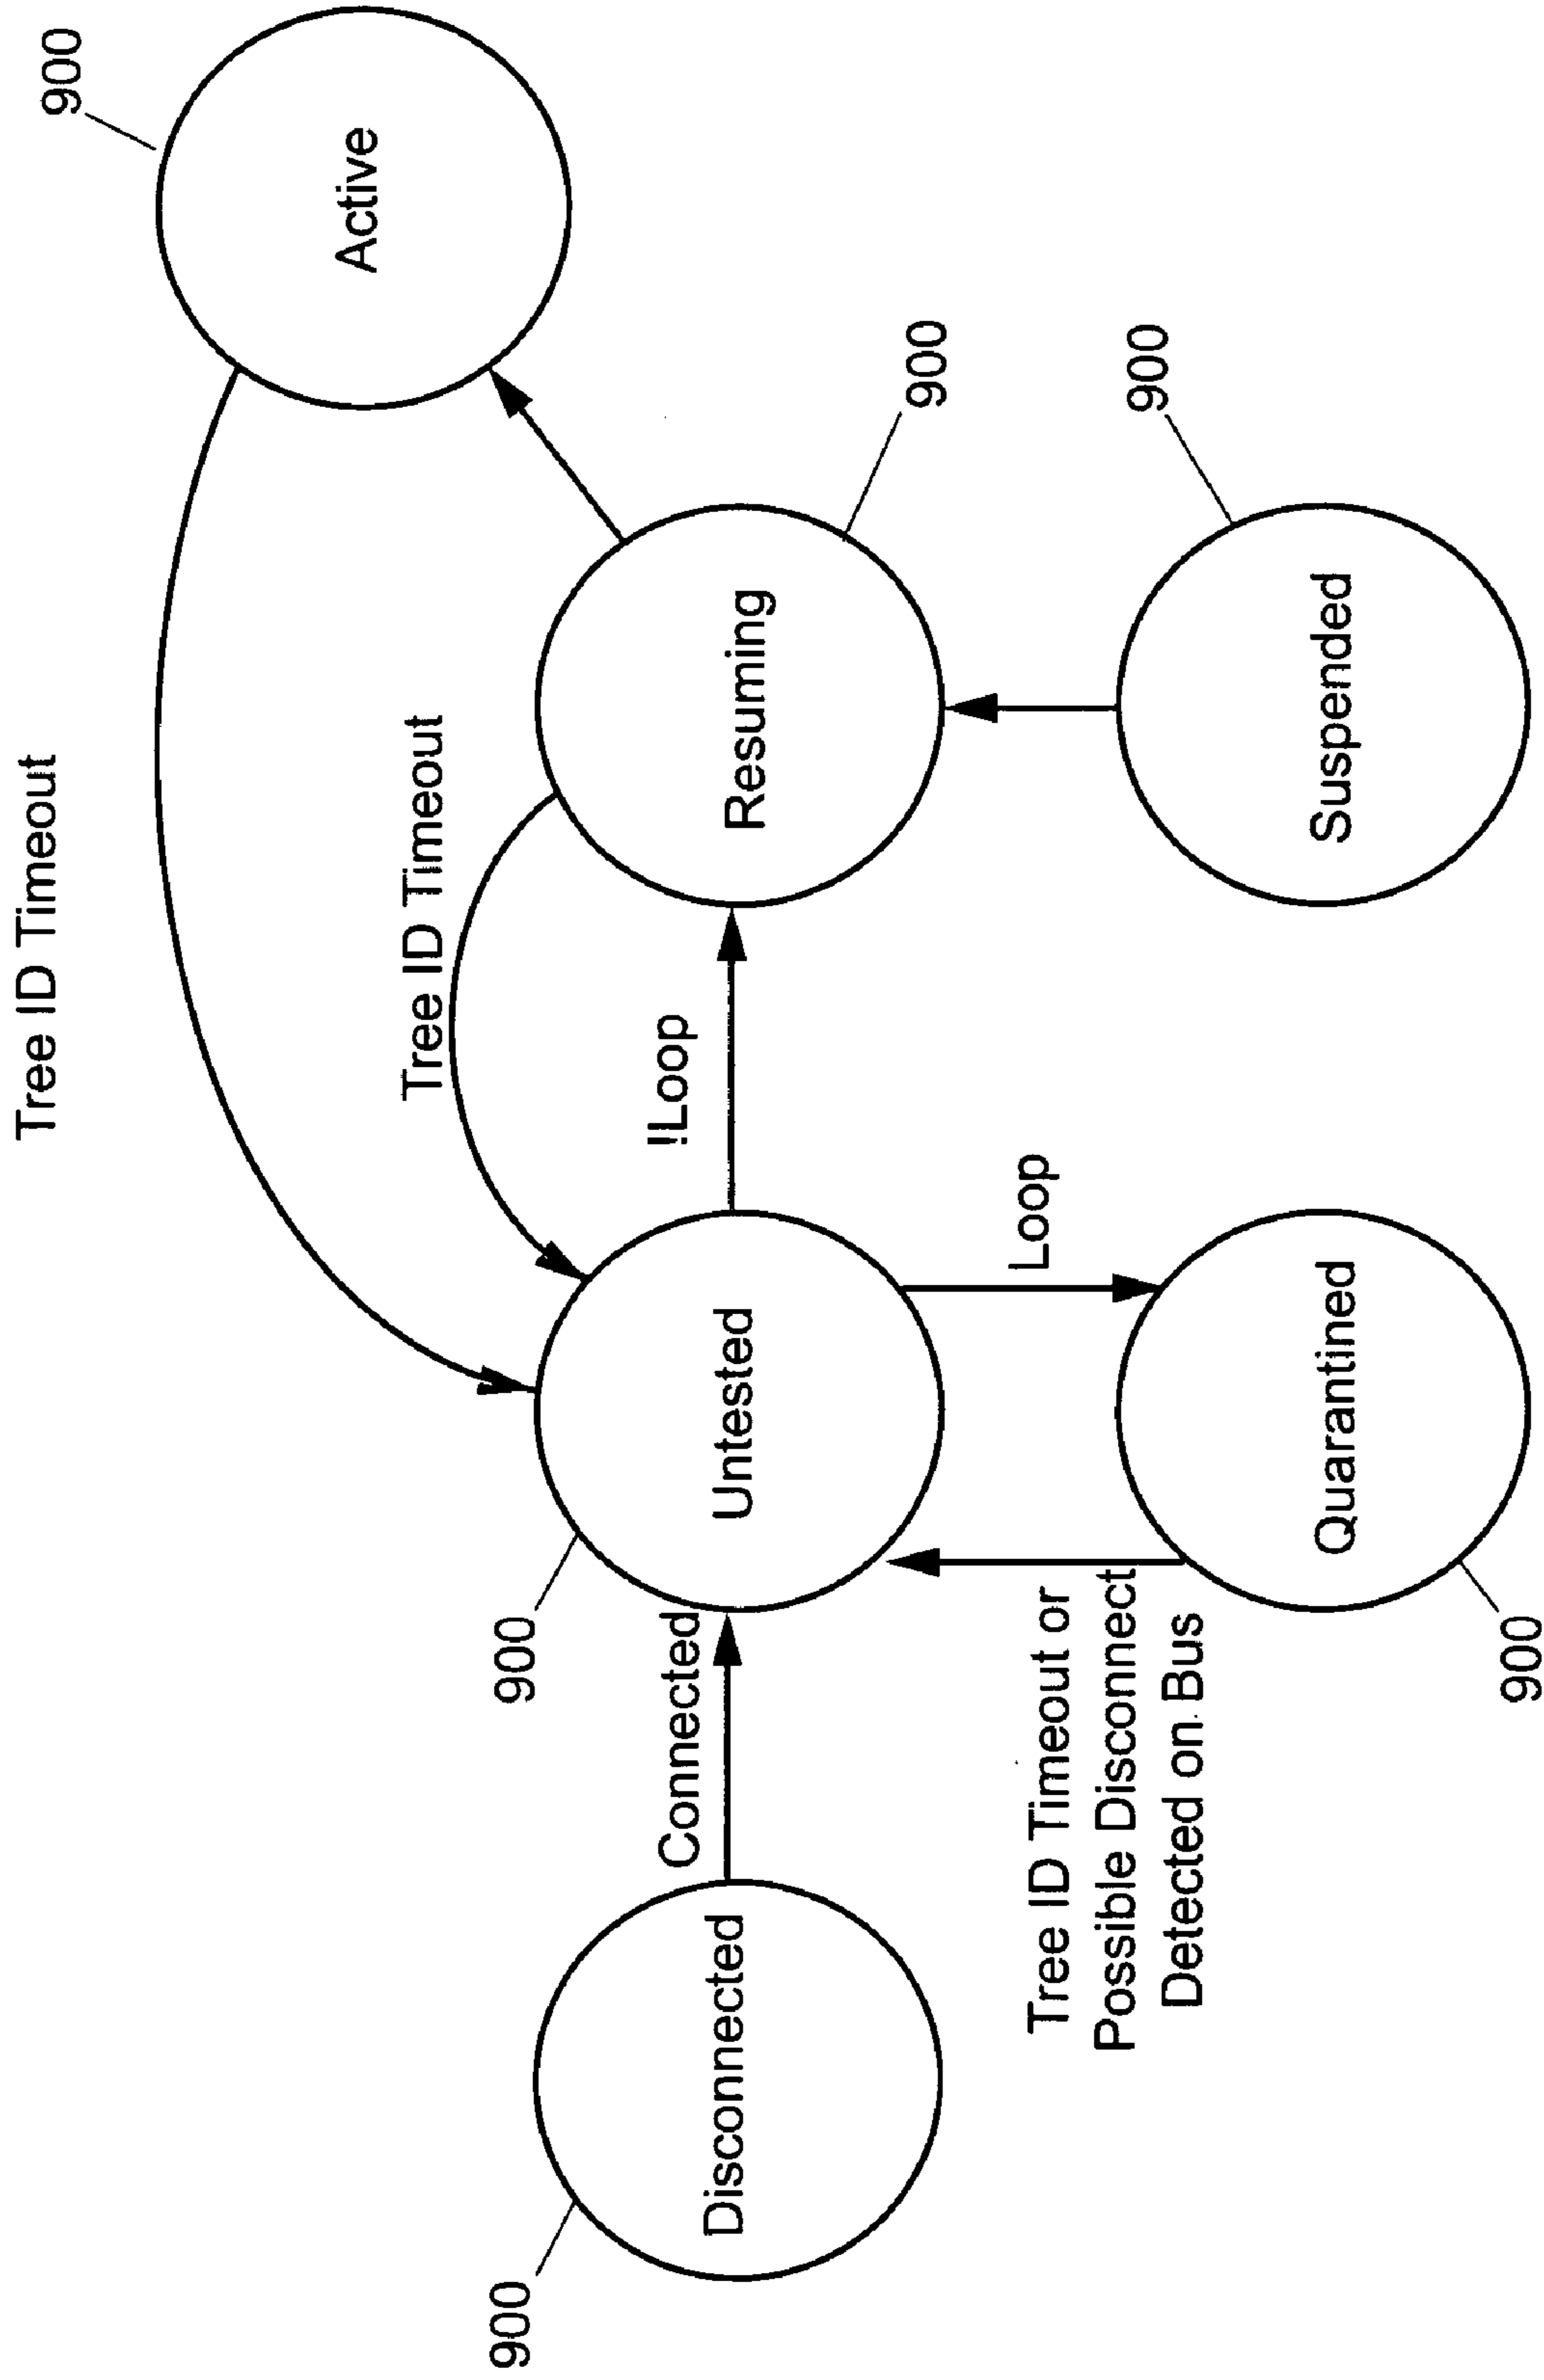 Tree ID Timeout
900
Active
Tree ID Timeout
900
Connected
!Loop
900
Disconnected
Untested
Resuming
900
900
Tree ID Timeout or
Possible Disconnect
Detected on Bus
Loop
900
Quarantined
Suspended
900